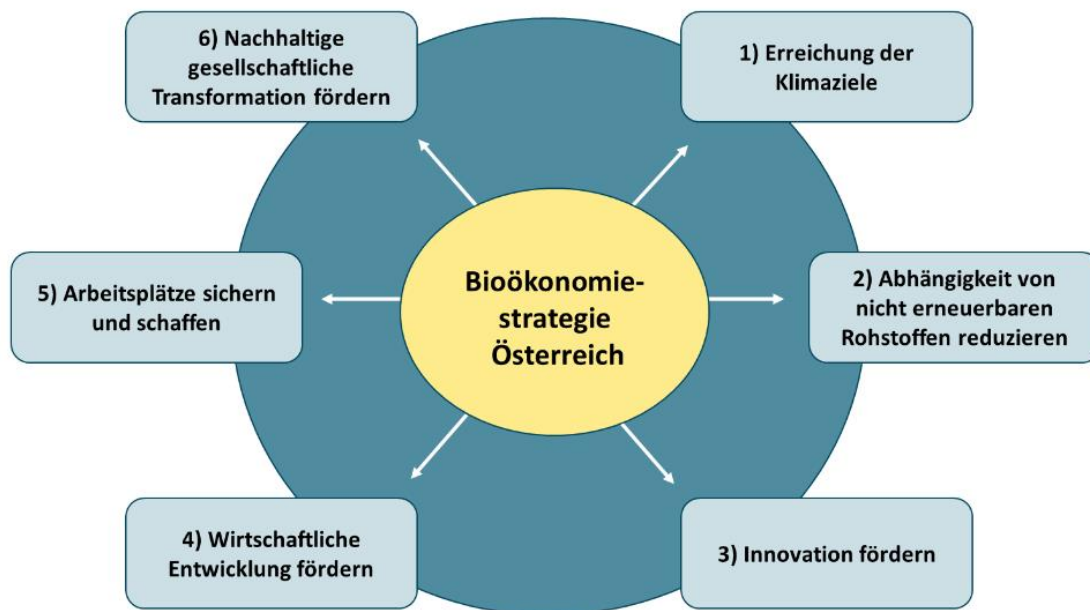 6) Nachhaltige
gesellschaftliche
Transformation fördern
1) Erreichung der
Klimaziele
5) Arbeitsplätze sichern
und schaffen
Bioökonomie-
strategie
Österreich
2) Abhängigkeit von
nicht erneuerbaren
Rohstoffen reduzieren
4) Wirtschaftliche
Entwicklung fördern
3) Innovation fördern